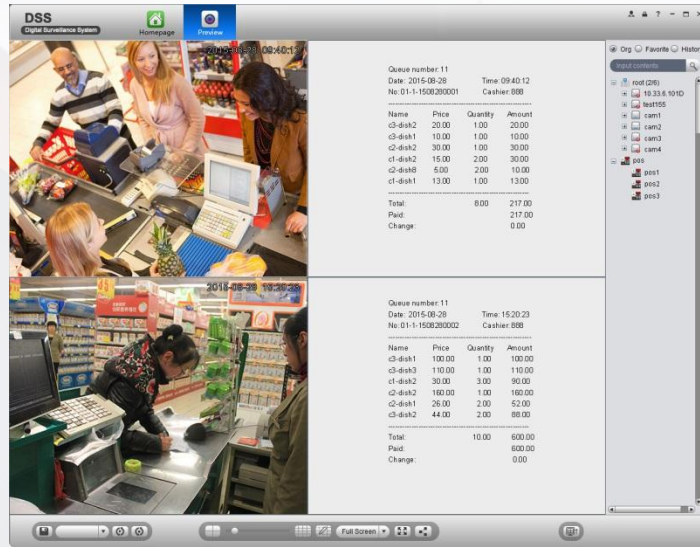 DSS
Digital Surveillance System
Homepage
Preview
Org Favorite Histor
Input contents
root (2/6)
10.33.6.101D
test155
cam1
cam2
cam3
cam4
pos
pos1
pos2
pos3
2015-08-28 09:40:12
Queue number: 11
Date: 2015-08-28 Time: 09:40:12
No: 01-1-1508280001 Cashier: 888
Name Price Quantity Amount
c3-dish2 20.00 1.00 20.00
c3-dish1 10.00 1.00 10.00
c2-dish2 30.00 1.00 30.00
c1-dish2 15.00 2.00 30.00
c2-dish8 5.00 2.00 10.00
c1-dish1 13.00 1.00 13.00
Total: 8.00 217.00
Paid: 217.00
Change: 0.00
2015-08-28 15:20:23
Queue number: 11
Date: 2015-08-28 Time: 15:20:23
No: 01-1-1508280002 Cashier: 888
Name Price Quantity Amount
c3-dish1 100.00 1.00 100.00
c3-dish3 110.00 1.00 110.00
c1-dish2 30.00 3.00 90.00
c2-dish2 160.00 1.00 160.00
c2-dish1 26.00 2.00 52.00
c3-dish2 44.00 2.00 88.00
Total: 10.00 600.00
Paid: 600.00
Change: 0.00
Full Screen